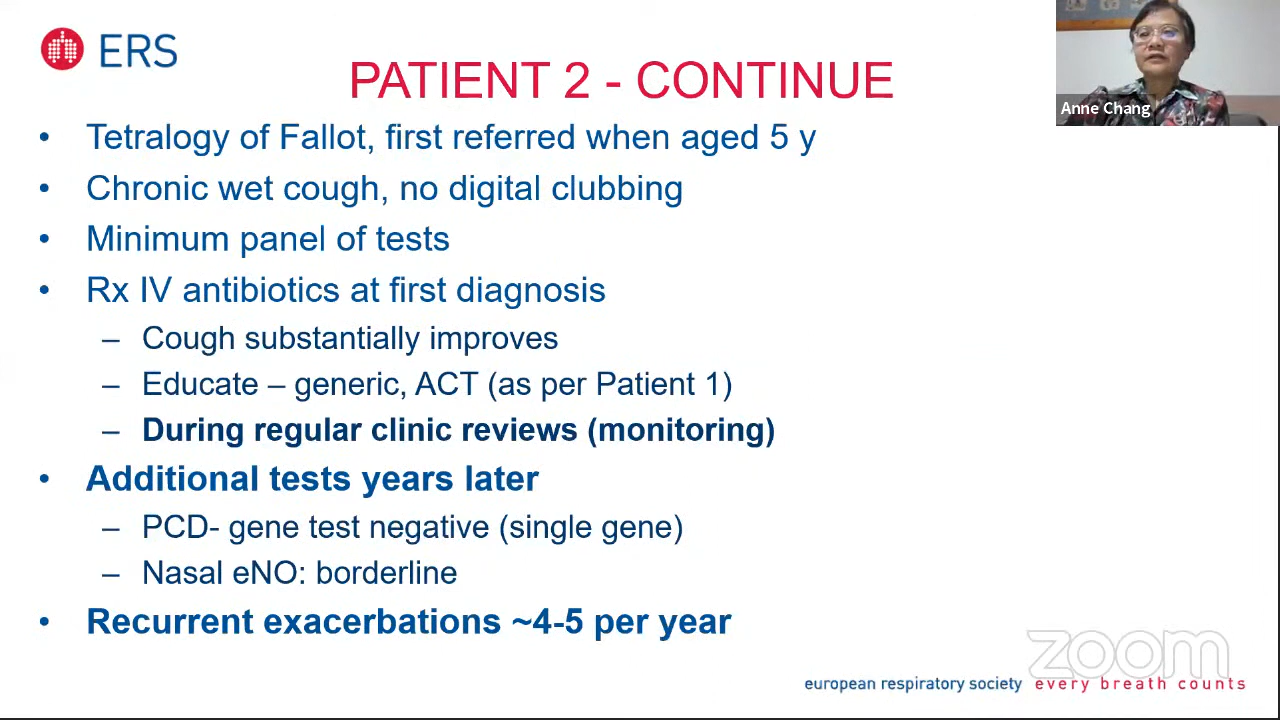 ERS
PATIENT 2 - CONTINUE
Anne Chang
• Tetralogy of Fallot, first referred when aged 5 y
• Chronic wet cough, no digital clubbing
• Minimum panel of tests
• Rx IV antibiotics at first diagnosis
– Cough substantially improves
– Educate – generic, ACT (as per Patient 1)
– During regular clinic reviews (monitoring)
• Additional tests years later
– PCD- gene test negative (single gene)
– Nasal eNO: borderline
• Recurrent exacerbations ~4-5 per year
zoom
european respiratory society every breath counts